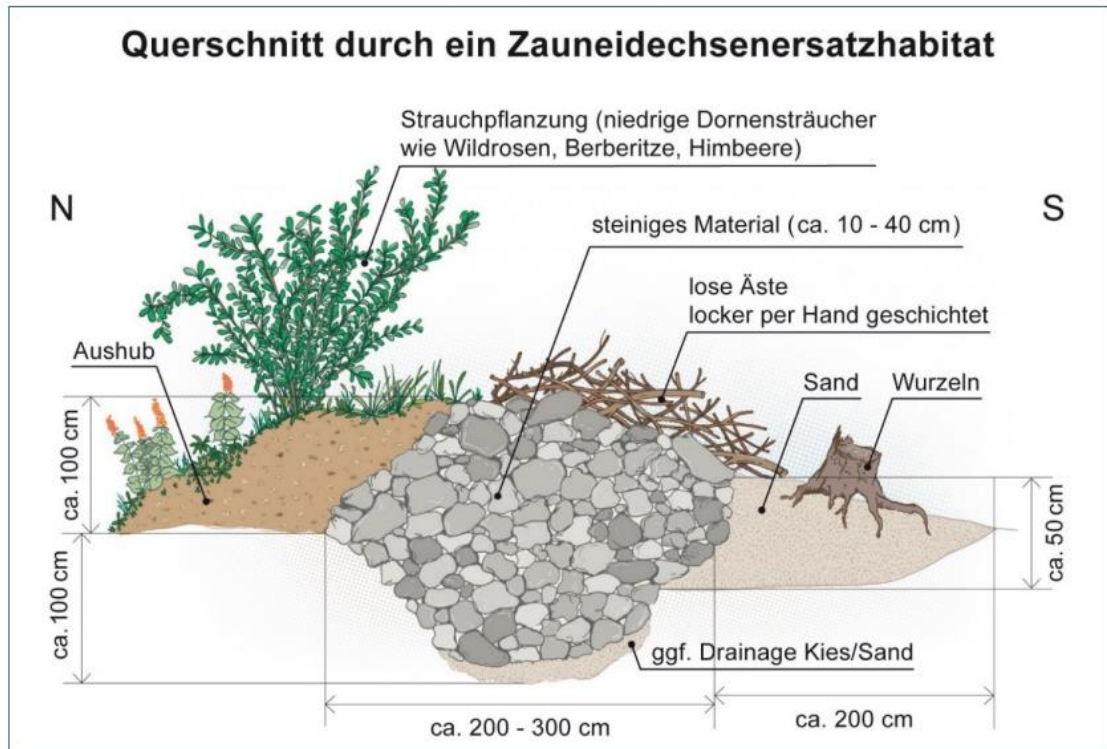 Querschnitt durch ein Zauneidechsenersatzhabitat
Strauchpflanzung (niedrige Dornensträucher
wie Wildrosen, Berberitze, Himbeere)
N
S
steiniges Material (ca. 10 - 40 cm)
lose Äste
locker per Hand geschichtet
Aushub
Sand
Wurzeln
ca. 100 cm
ca. 50 cm
ca. 100 cm
ggf. Drainage Kies/Sand
ca. 200 - 300 cm
ca. 200 cm